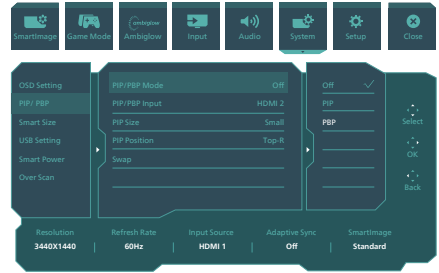 SmartImage
Game Mode
ambiglow
Ambiglow
Input
Audio
System
Setup
Close
OSD Setting
PIP/ PBP
Smart Size
USB Setting
Smart Power
Over Scan
PIP/PBP Mode Off
PIP/PBP Input HDMI 2
PIP Size Small
PIP Position Top-R
Swap
Off
PIP
PBP
Select
OK
Back
Resolution Refresh Rate Input Source Adaptive Sync SmartImage
3440X1440 60Hz HDMI 1 Off Standard